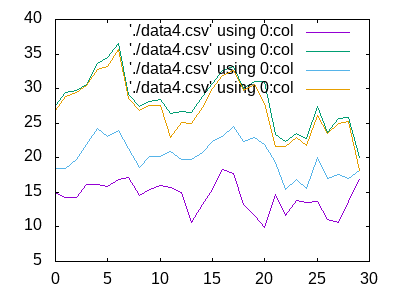 40
'./data4.csv' using 0:col
35
'./data4.csv' using 0:col
'./data4.csv' using 0:col
30
'./data4.csv' using 0:col
25
20
15
10
5
0 5 10 15 20 25 30